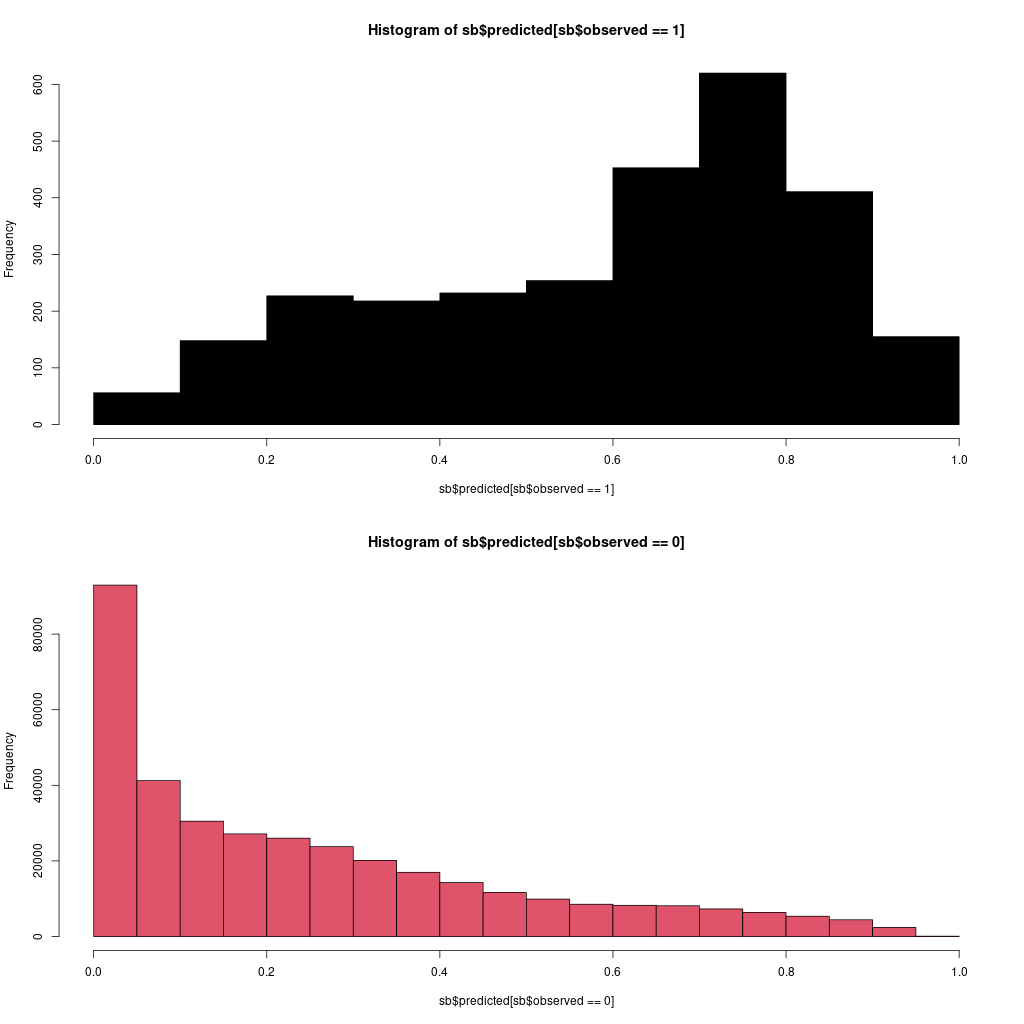 Histogram of sb$predicted[sb$observed == 1]
Frequency
600
500
400
300
200
100
0
0.0 0.2 0.4 0.6 0.8 1.0
sb$predicted[sb$observed == 1]
Histogram of sb$predicted[sb$observed == 0]
Frequency
80000
60000
40000
20000
0
0.0 0.2 0.4 0.6 0.8 1.0
sb$predicted[sb$observed == 0]